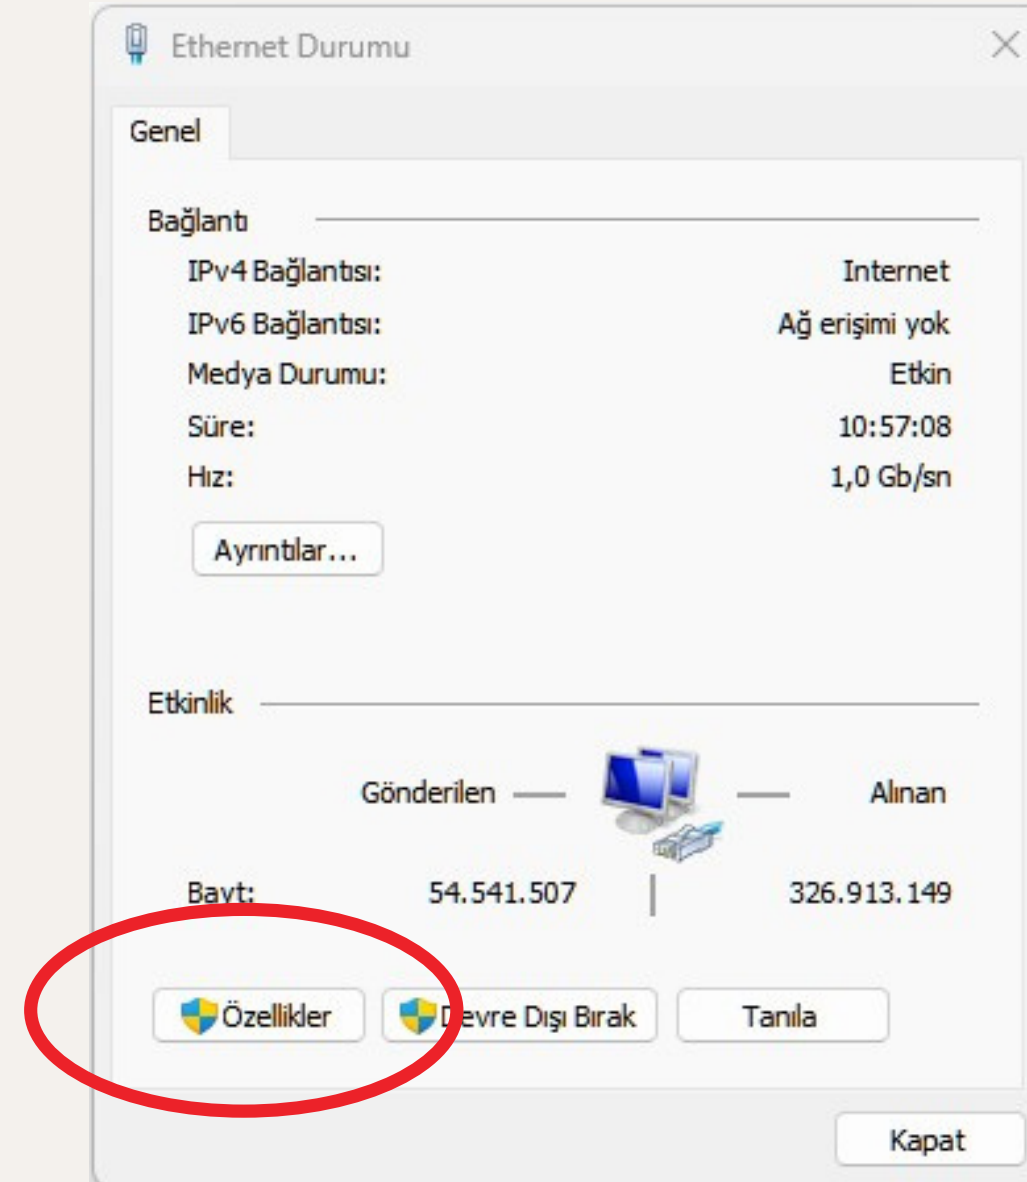 Ethernet Durumu
Genel
Bağlantı
IPv4 Bağlantısı: Internet
IPv6 Bağlantısı: Ağ erişimi yok
Medya Durumu: Etkin
Süre: 10:57:08
Hız: 1,0 Gb/sn
Ayrıntılar...
Etkinlik
Gönderilen Alınan
Bayt: 54.541.507 326.913.149
Özellikler Devre Dışı Bırak Tanıla
Kapat